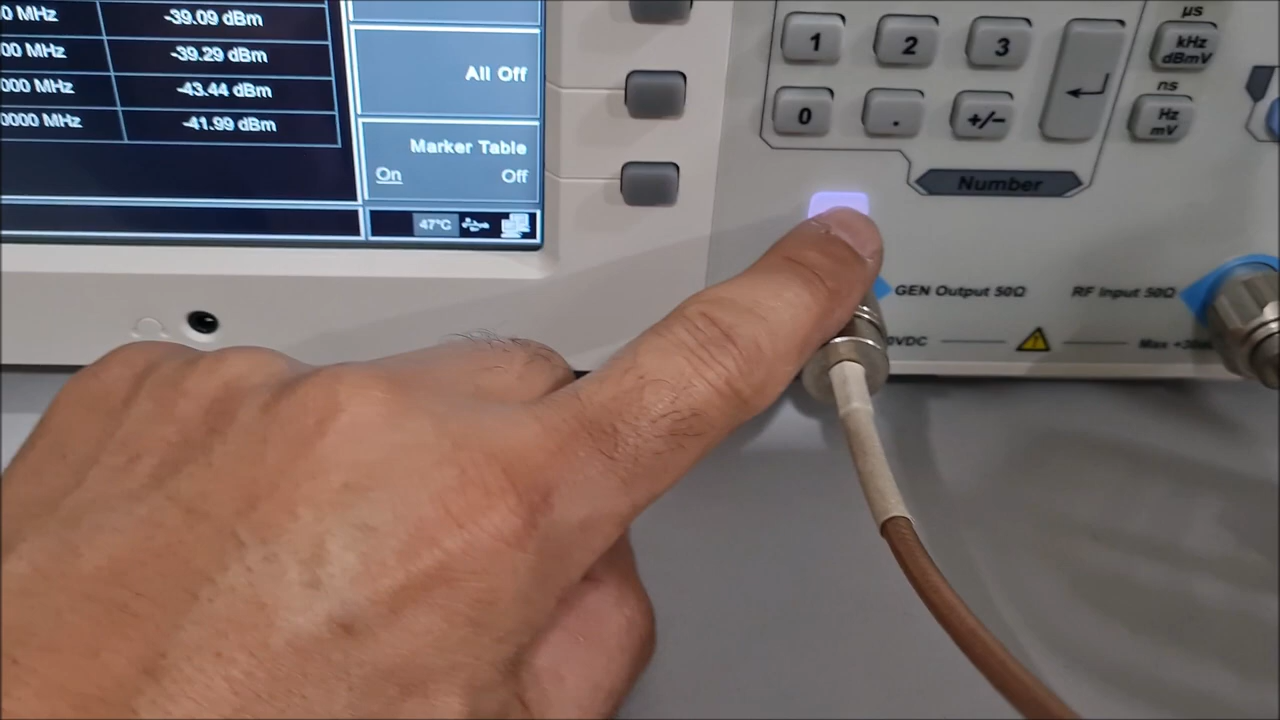 0 MHz -39.09 dBm
00 MHz -39.29 dBm
000 MHz -43.44 dBm
0000 MHz -41.99 dBm
All Off
Marker Table
On Off
47°C
1 2 3
0 . +/-
Number
µs
kHz
dBmV
ns
Hz
mV
GEN Output 50Ω RF Input 50Ω
0VDC Max